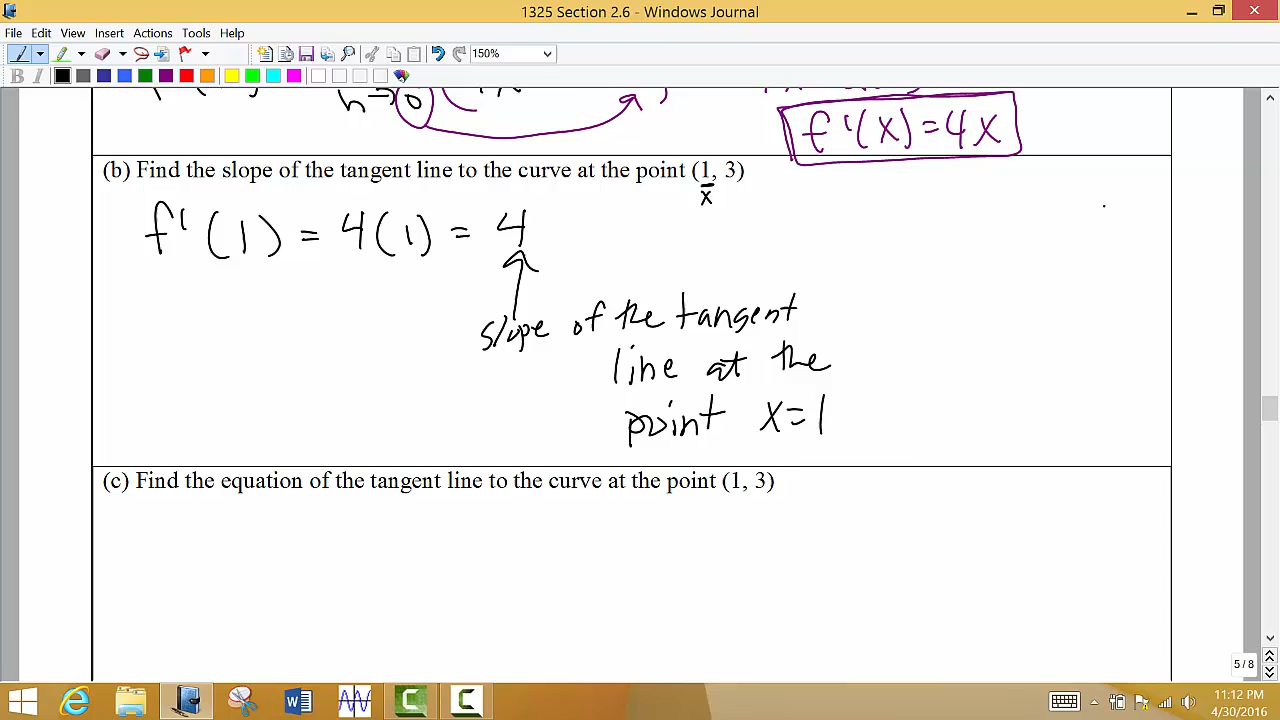 1325 Section 2.6 - Windows Journal
File Edit View Insert Actions Tools Help
150%
B I
h→0
f'(x) = 4x
(b) Find the slope of the tangent line to the curve at the point (1, 3)
x
f'(1) = 4(1) = 4
slope of the tangent
line at the
point x=1
(c) Find the equation of the tangent line to the curve at the point (1, 3)
5 / 8
11:12 PM
4/30/2016